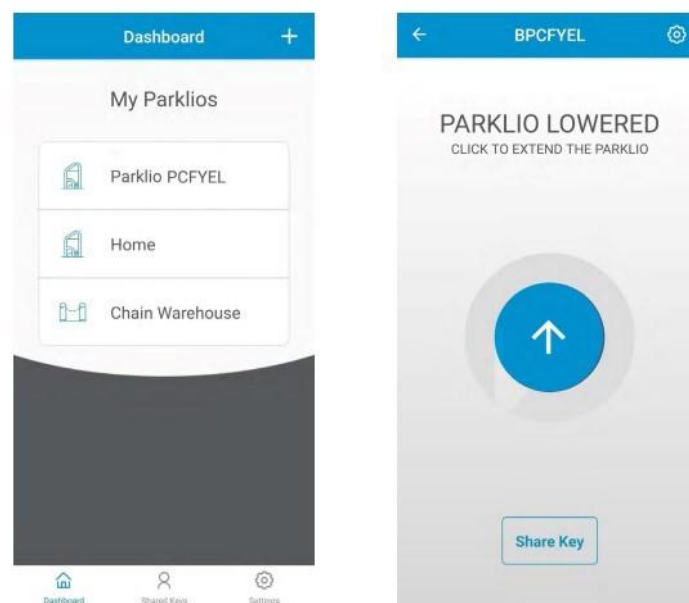 Dashboard
+
My Parklios
Parklio PCFYEL
Home
Chain Warehouse
Dashboard
Shared Keys
Settings
BPCFYEL
PARKLIO LOWERED
CLICK TO EXTEND THE PARKLIO
Share Key